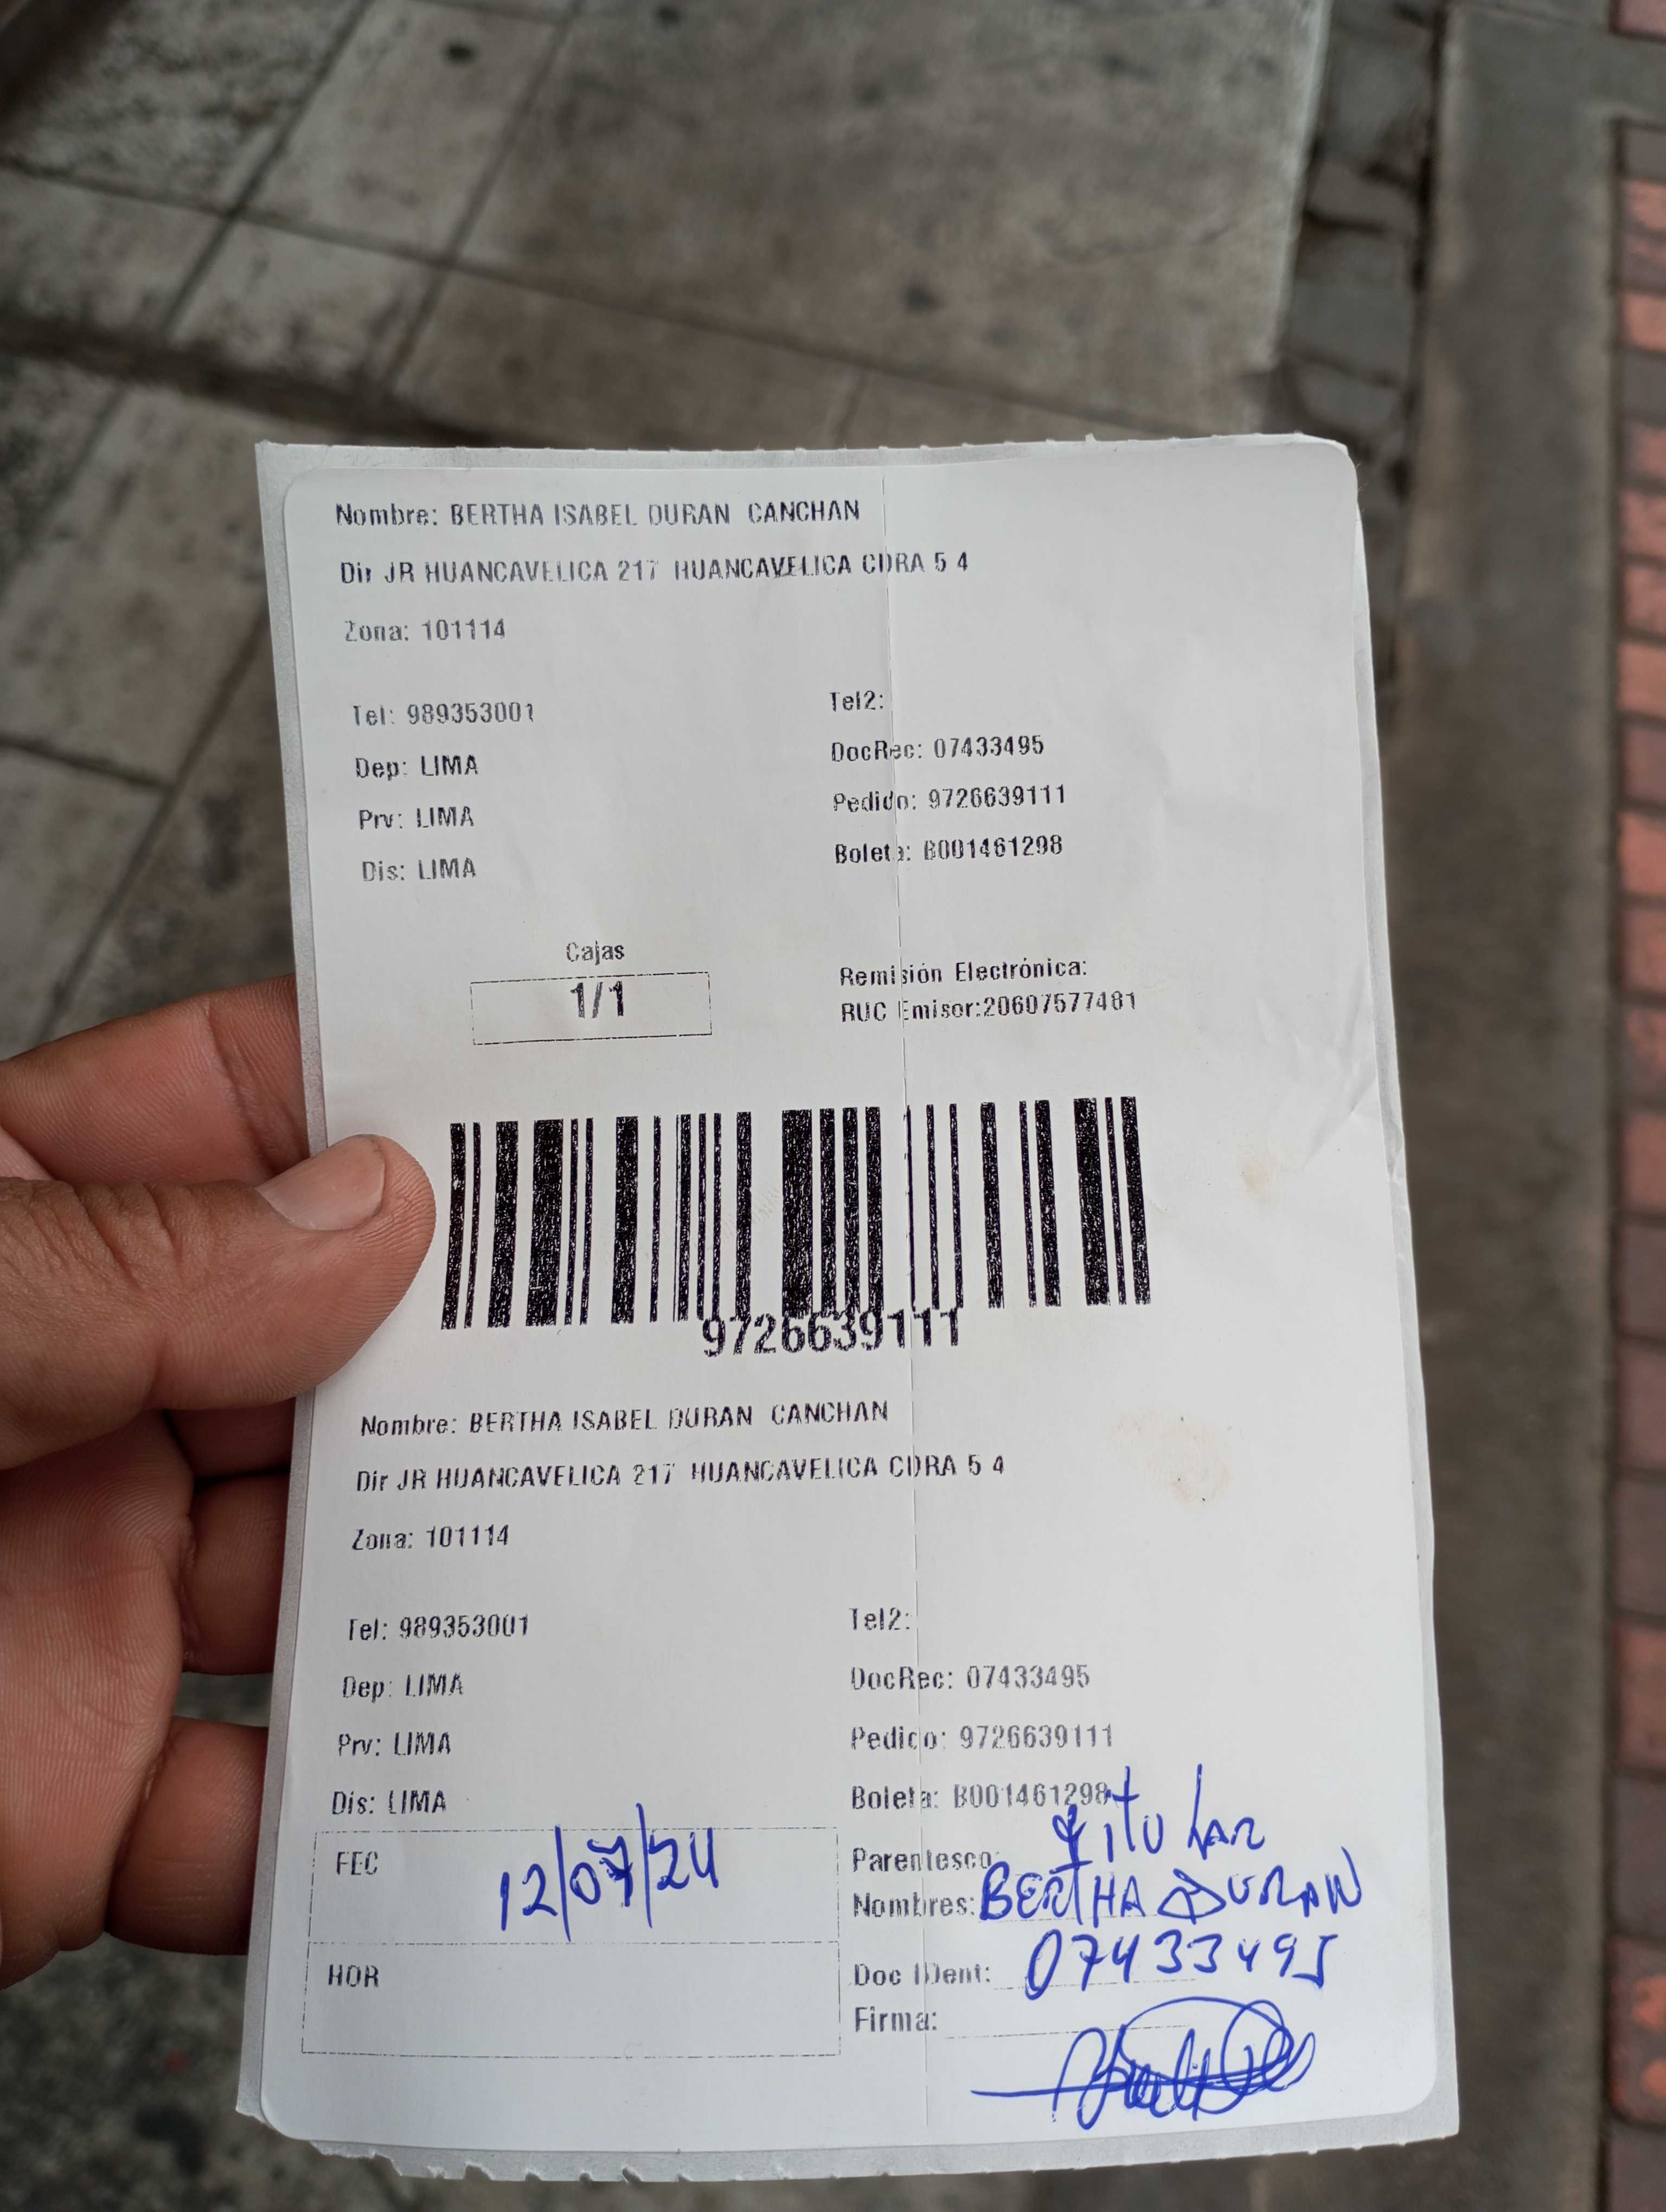 Nombre: BERTHA ISABEL DURAN CANCHAN
Dir JR HUANCAVELICA 217 HUANCAVELICA CDRA 5 4
Zona: 101114
Tel: 989353001
Tel2:
Dep: LIMA
DocRec: 07433495
Prv: LIMA
Pedido: 9726639111
Dis: LIMA
Boleta: B001461298
Cajas
1/1
Remisión Electrónica:
RUC Emisor:20607577481
9726639111
Nombre: BERTHA ISABEL DURAN CANCHAN
Dir JR HUANCAVELICA 217 HUANCAVELICA CDRA 5 4
Zona: 101114
Tel: 989353001
Tel2:
Dep: LIMA
DocRec: 07433495
Prv: LIMA
Pedido: 9726639111
Dis: LIMA
Boleta: B001461298
FEC 12/07/24
Parentesco: titular
Nombres: BERTHA DURAN
HOR
Doc IDent: 07433495
Firma: